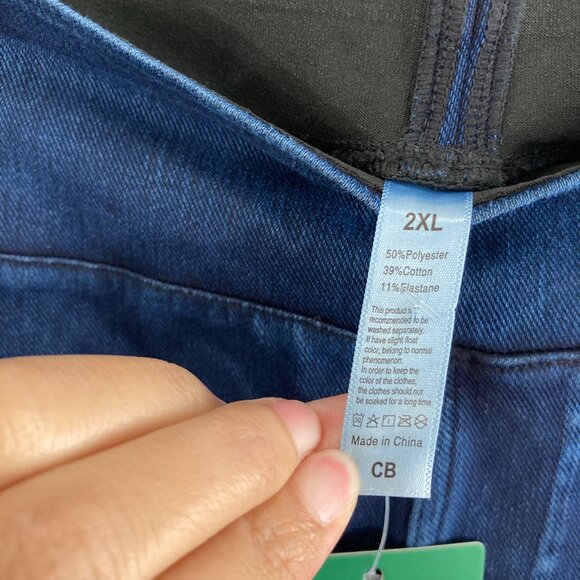 2XL
50%Polyester
39%Cotton
11%Elastane
This product is
recommended to be
washed separately.
If have slight float
color, belong to normal
phenomenon.
In order to keep the
color of the clothes,
the clothes should not
be soaked for a long time
Made in China
CB